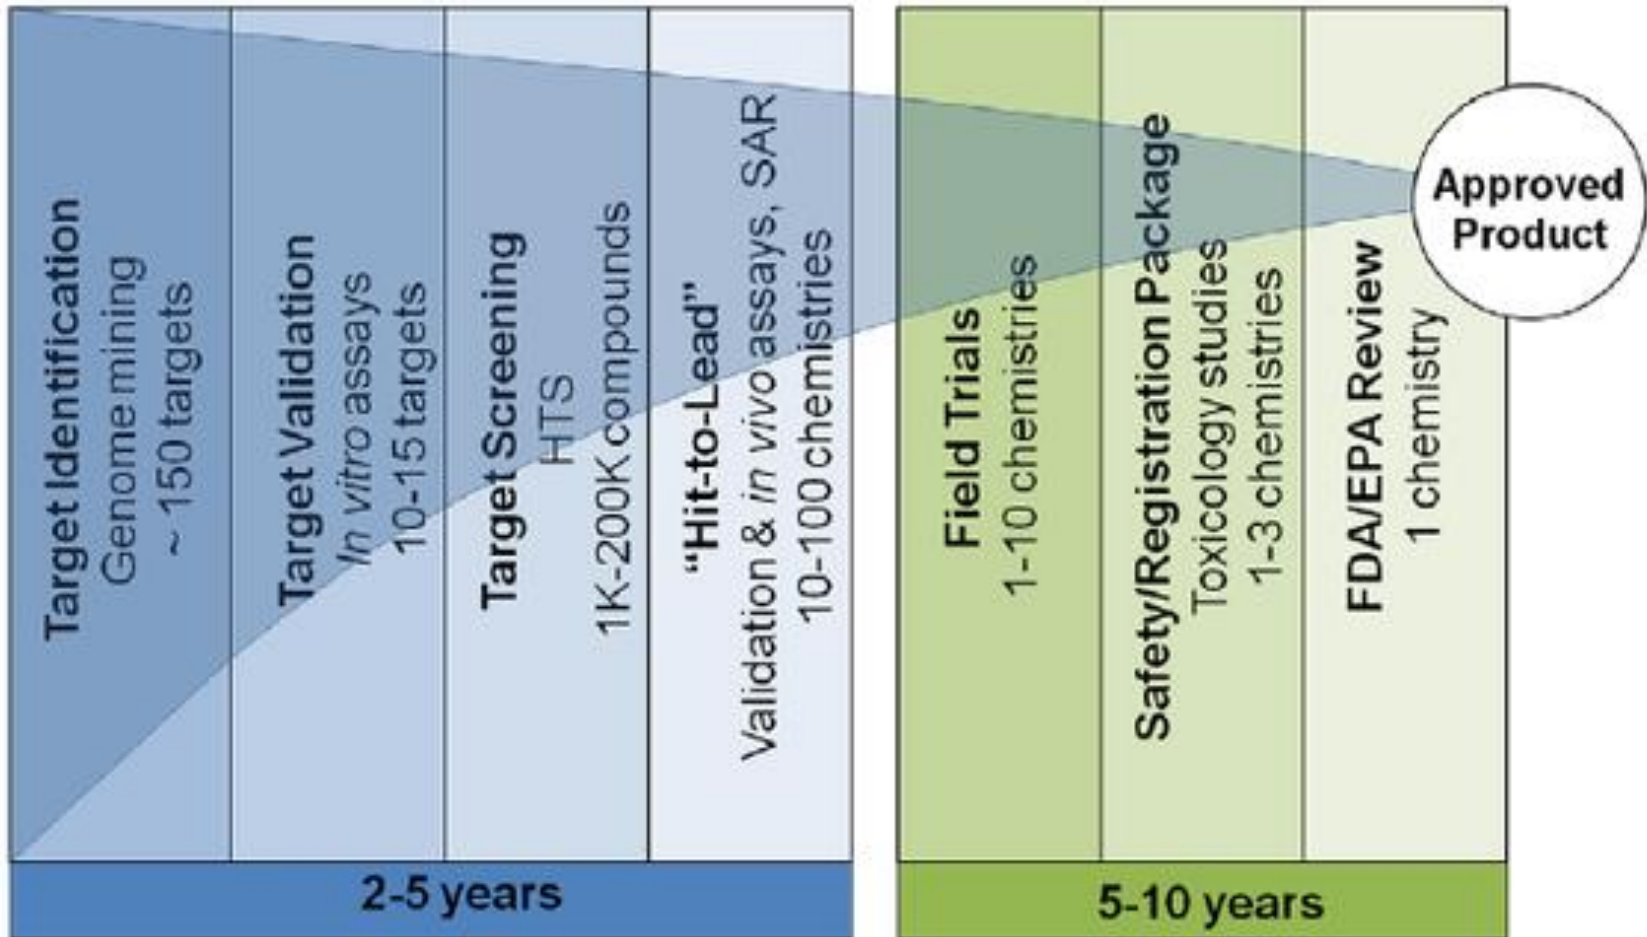 Target Identification
Genome mining
~ 150 targets
Target Validation
In vitro assays
10-15 targets
Target Screening
HTS
1K-200K compounds
“Hit-to-Lead”
Validation & in vivo assays, SAR
10-100 chemistries
Field Trials
1-10 chemistries
Safety/Registration Package
Toxicology studies
1-3 chemistries
FDA/EPA Review
1 chemistry
Approved
Product
2-5 years
5-10 years